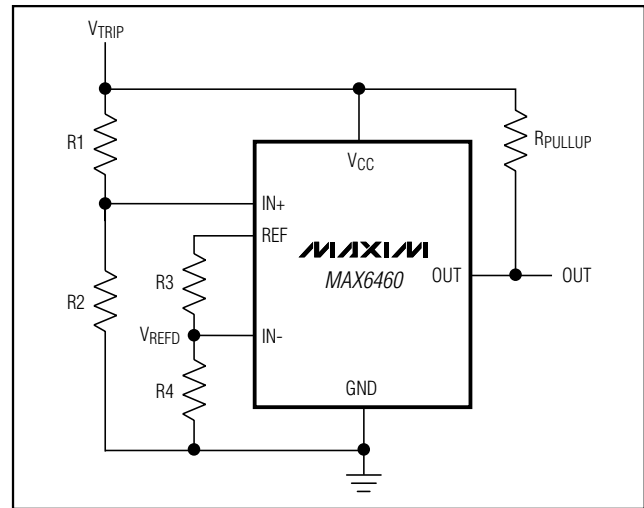 VTRIP
R1
RPULLUP
VCC
IN+
REF
MAXIM
MAX6460
OUT
OUT
R3
R2
VREFD
IN-
R4
GND